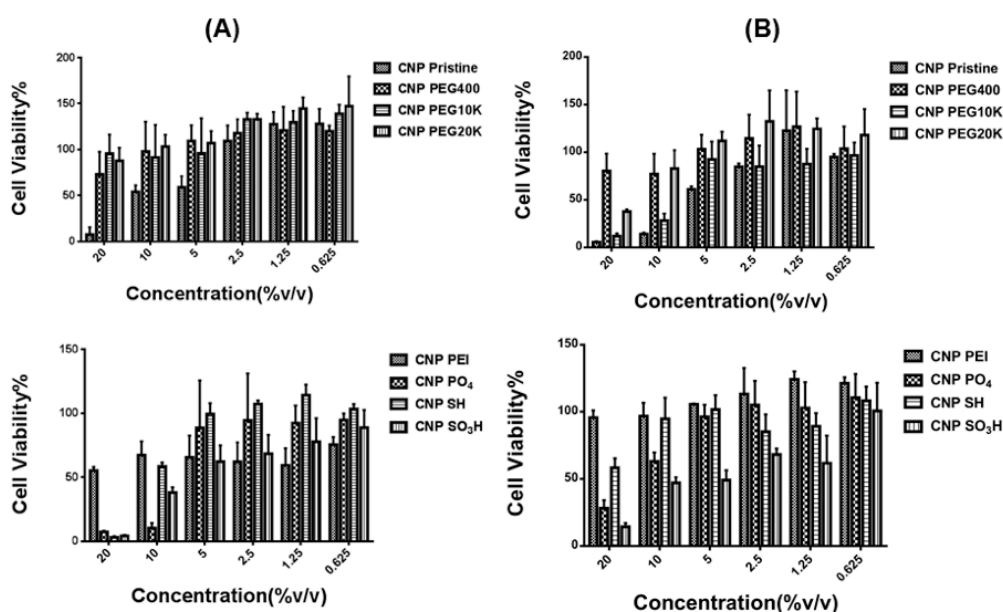 (A)
200
150
100
50
0
Cell Viability%
20
10
5
2.5
1.25
0.625
Concentration(%v/v)
CNP Pristine
CNP PEG400
CNP PEG10K
CNP PEG20K
(B)
200
150
100
50
0
Cell Viability%
20
10
5
2.5
1.25
0.625
Concentration(%v/v)
CNP Pristine
CNP PEG400
CNP PEG10K
CNP PEG20K
150
100
50
0
Cell Viability%
20
10
5
2.5
1.25
0.625
Concentration(%v/v)
CNP PEI
CNP PO₄
CNP SH
CNP SO₃H
150
100
50
0
Cell Viability%
20
10
5
2.5
1.25
0.625
Concentration(%v/v)
CNP PEI
CNP PO₄
CNP SH
CNP SO₃H